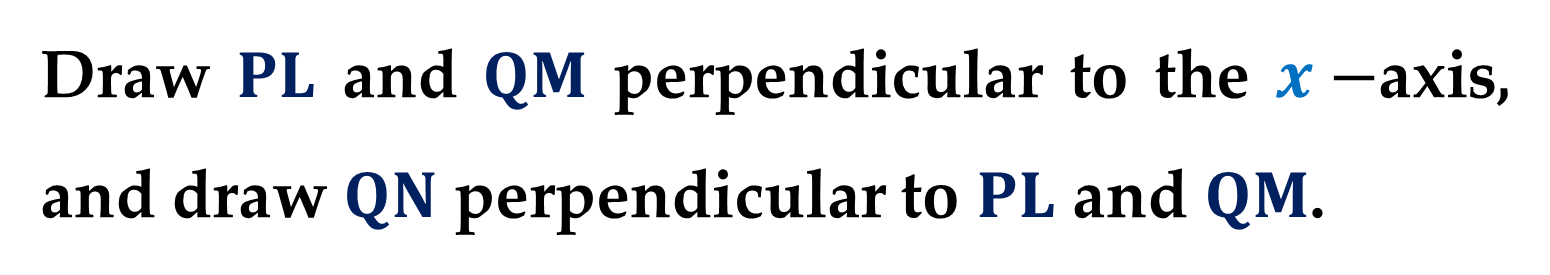 Draw PL and QM perpendicular to the x −axis,
and draw QN perpendicular to PL and QM.